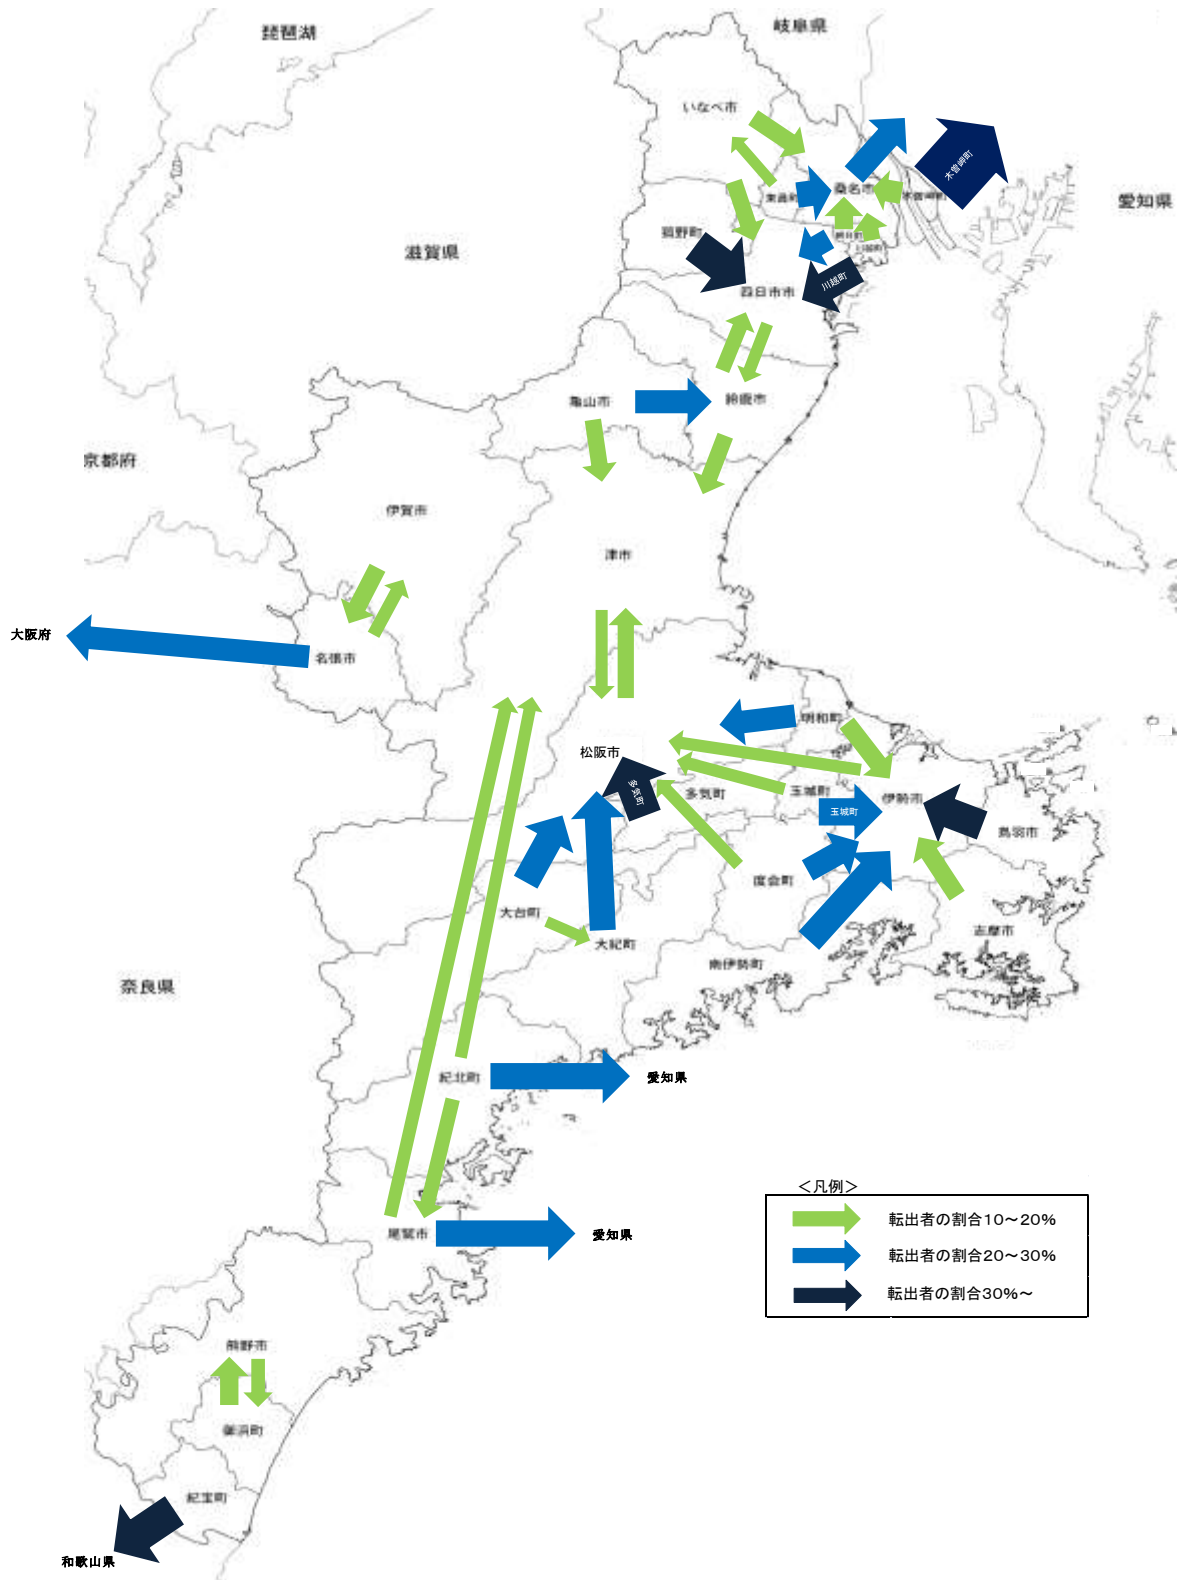 琵琶湖
岐阜県
いなべ市
木曽岬町
桑名市
東員町
木曽岬町
愛知県
菰野町
朝日町
川越町
滋賀県
川越町
四日市市
亀山市
鈴鹿市
京都府
伊賀市
津市
大阪府
名張市
明和町
松阪市
多気町
多気町
玉城町
伊勢市
玉城町
鳥羽市
度会町
大台町
志摩市
大紀町
南伊勢町
奈良県
紀北町
愛知県
尾鷲市
愛知県
<凡例>
転出者の割合10~20%
転出者の割合20~30%
転出者の割合30%~
熊野市
御浜町
紀宝町
和歌山県